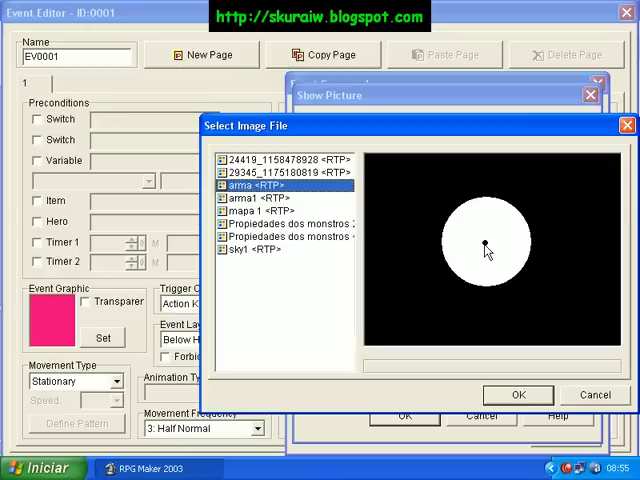 Event Editor - ID:0001
http://skuraiw.blogspot.com
Name
EV0001
New Page
Copy Page
Paste Page
Delete Page
1
Preconditions
Switch
Switch
Variable
Item
Hero
Timer 1
M
Timer 2
M
Event Graphic
Transparer
Set
Trigger C
Action K
Event Lay
Below H
Forbid
Movement Type
Stationary
Speed.
Define Pattern
Animation Ty
Movement Frequency
3: Half Normal
Show Picture
Select Image File
24419_1158478928 <RTP>
29345_1175180819 <RTP>
arma <RTP>
arma1 <RTP>
mapa 1 <RTP>
Propiedades dos monstros 2
Propiedades dos monstros <
sky1 <RTP>
OK
Cancel
OK
Cancel
Help
Iniciar
RPG Maker 2003
08:55